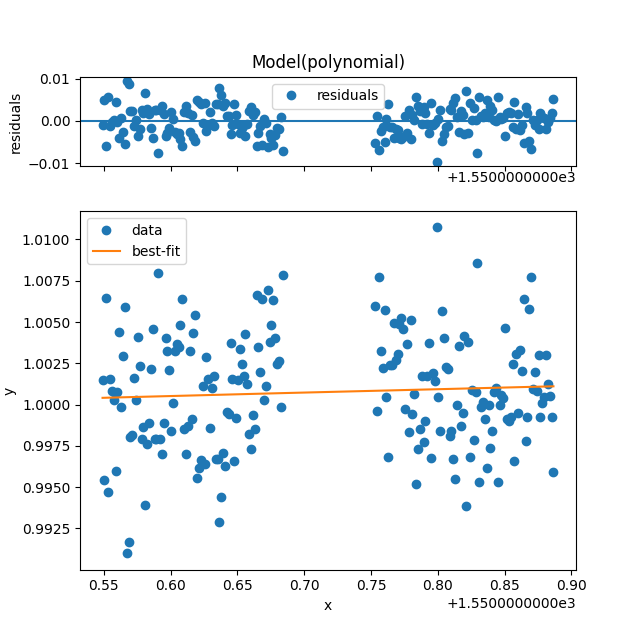 Model(polynomial)
residuals
0.01
0.00
−0.01
residuals
+1.5500000000e3
y
1.0100
1.0075
1.0050
1.0025
1.0000
0.9975
0.9950
0.9925
data
best-fit
0.55 0.60 0.65 0.70 0.75 0.80 0.85 0.90
x
+1.5500000000e3